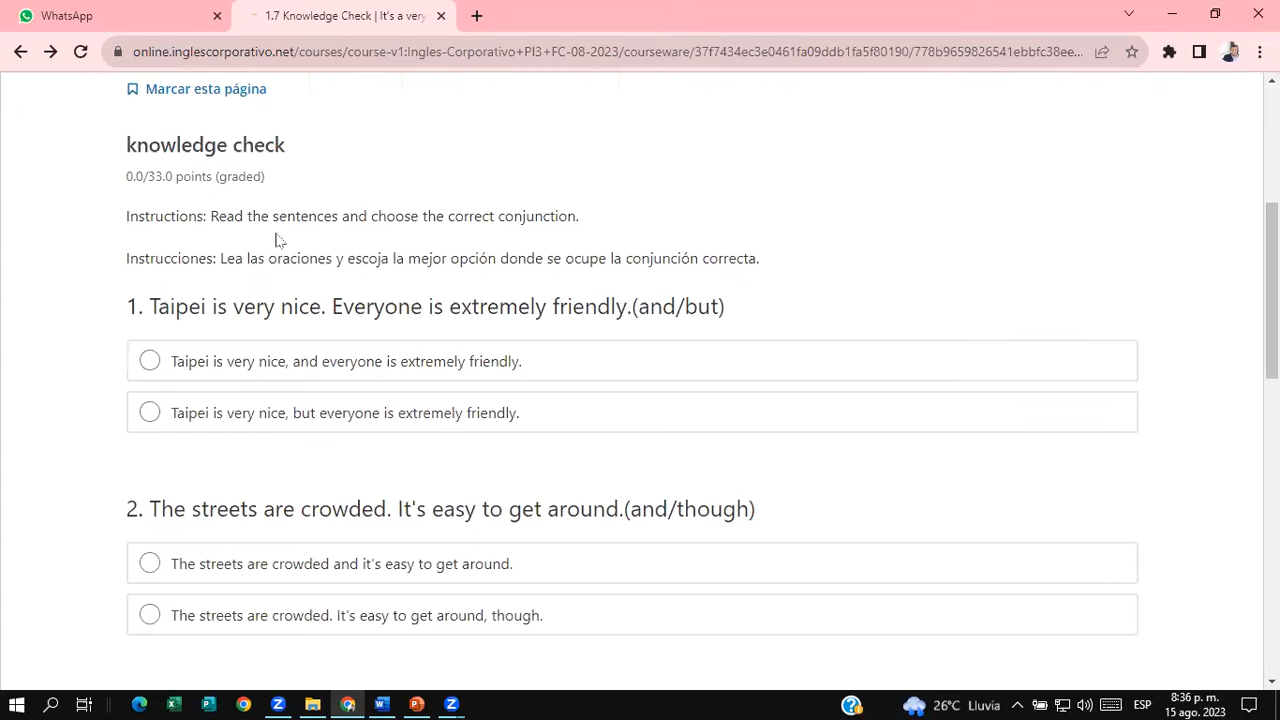 WhatsApp
1.7 Knowledge Check | It's a very
online.inglescorporativo.net/courses/course-v1:Ingles-Corporativo+PI3+FC-08-2023/courseware/37f7434ec3e0461fa09ddb1fa5f80190/778b9659826541ebbfc38ee...
Marcar esta página
knowledge check
0.0/33.0 points (graded)
Instructions: Read the sentences and choose the correct conjunction.
Instrucciones: Lea las oraciones y escoja la mejor opción donde se ocupe la conjunción correcta.
1. Taipei is very nice. Everyone is extremely friendly.(and/but)
Taipei is very nice, and everyone is extremely friendly.
Taipei is very nice, but everyone is extremely friendly.
2. The streets are crowded. It's easy to get around.(and/though)
The streets are crowded and it's easy to get around.
The streets are crowded. It's easy to get around, though.
26°C Lluvia
ESP
8:36 p. m.
15 ago. 2023